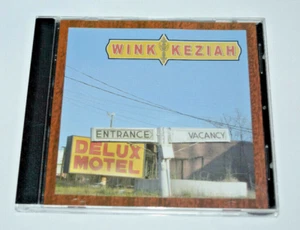 WINK KEZIAH
ENTRANCE VACANCY
DELUX
MOTEL